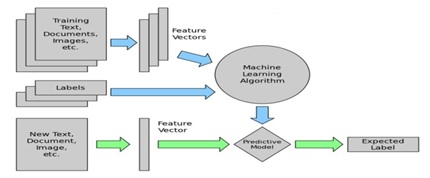 Training
Text,
Documents,
Images,
etc.
Feature
Vectors
Machine
Learning
Algorithm
Labels
New Text,
Document,
Image,
etc.
Feature
Vector
Predictive
Model
Expected
Label